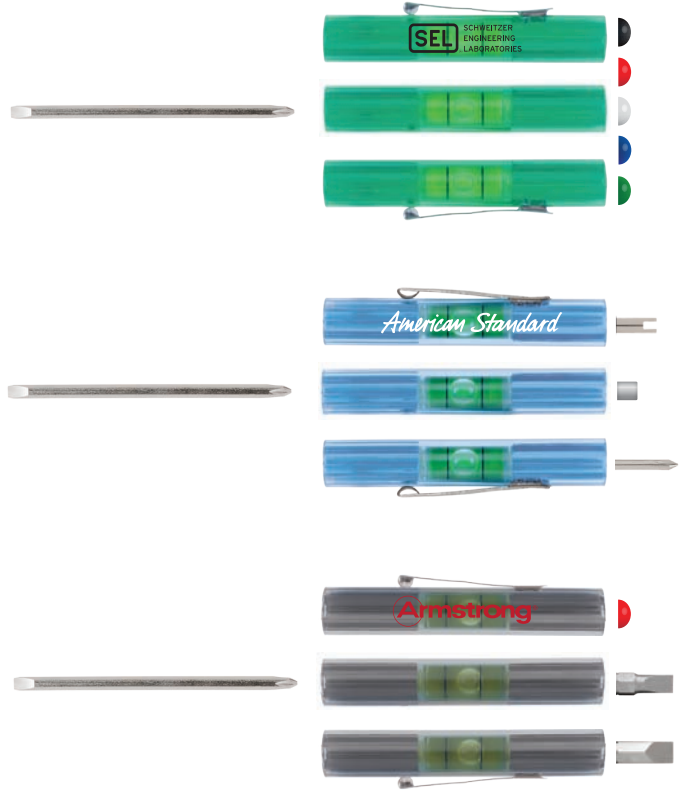 SEL SCHWEITZER
ENGINEERING
LABORATORIES
American Standard
Armstrong